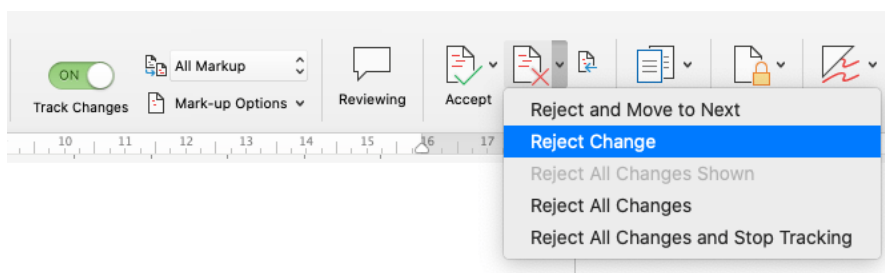 ON
All Markup
Track Changes
Mark-up Options
Reviewing
Accept
Reject and Move to Next
Reject Change
Reject All Changes Shown
Reject All Changes
Reject All Changes and Stop Tracking
10 11 12 13 14 15 16 17